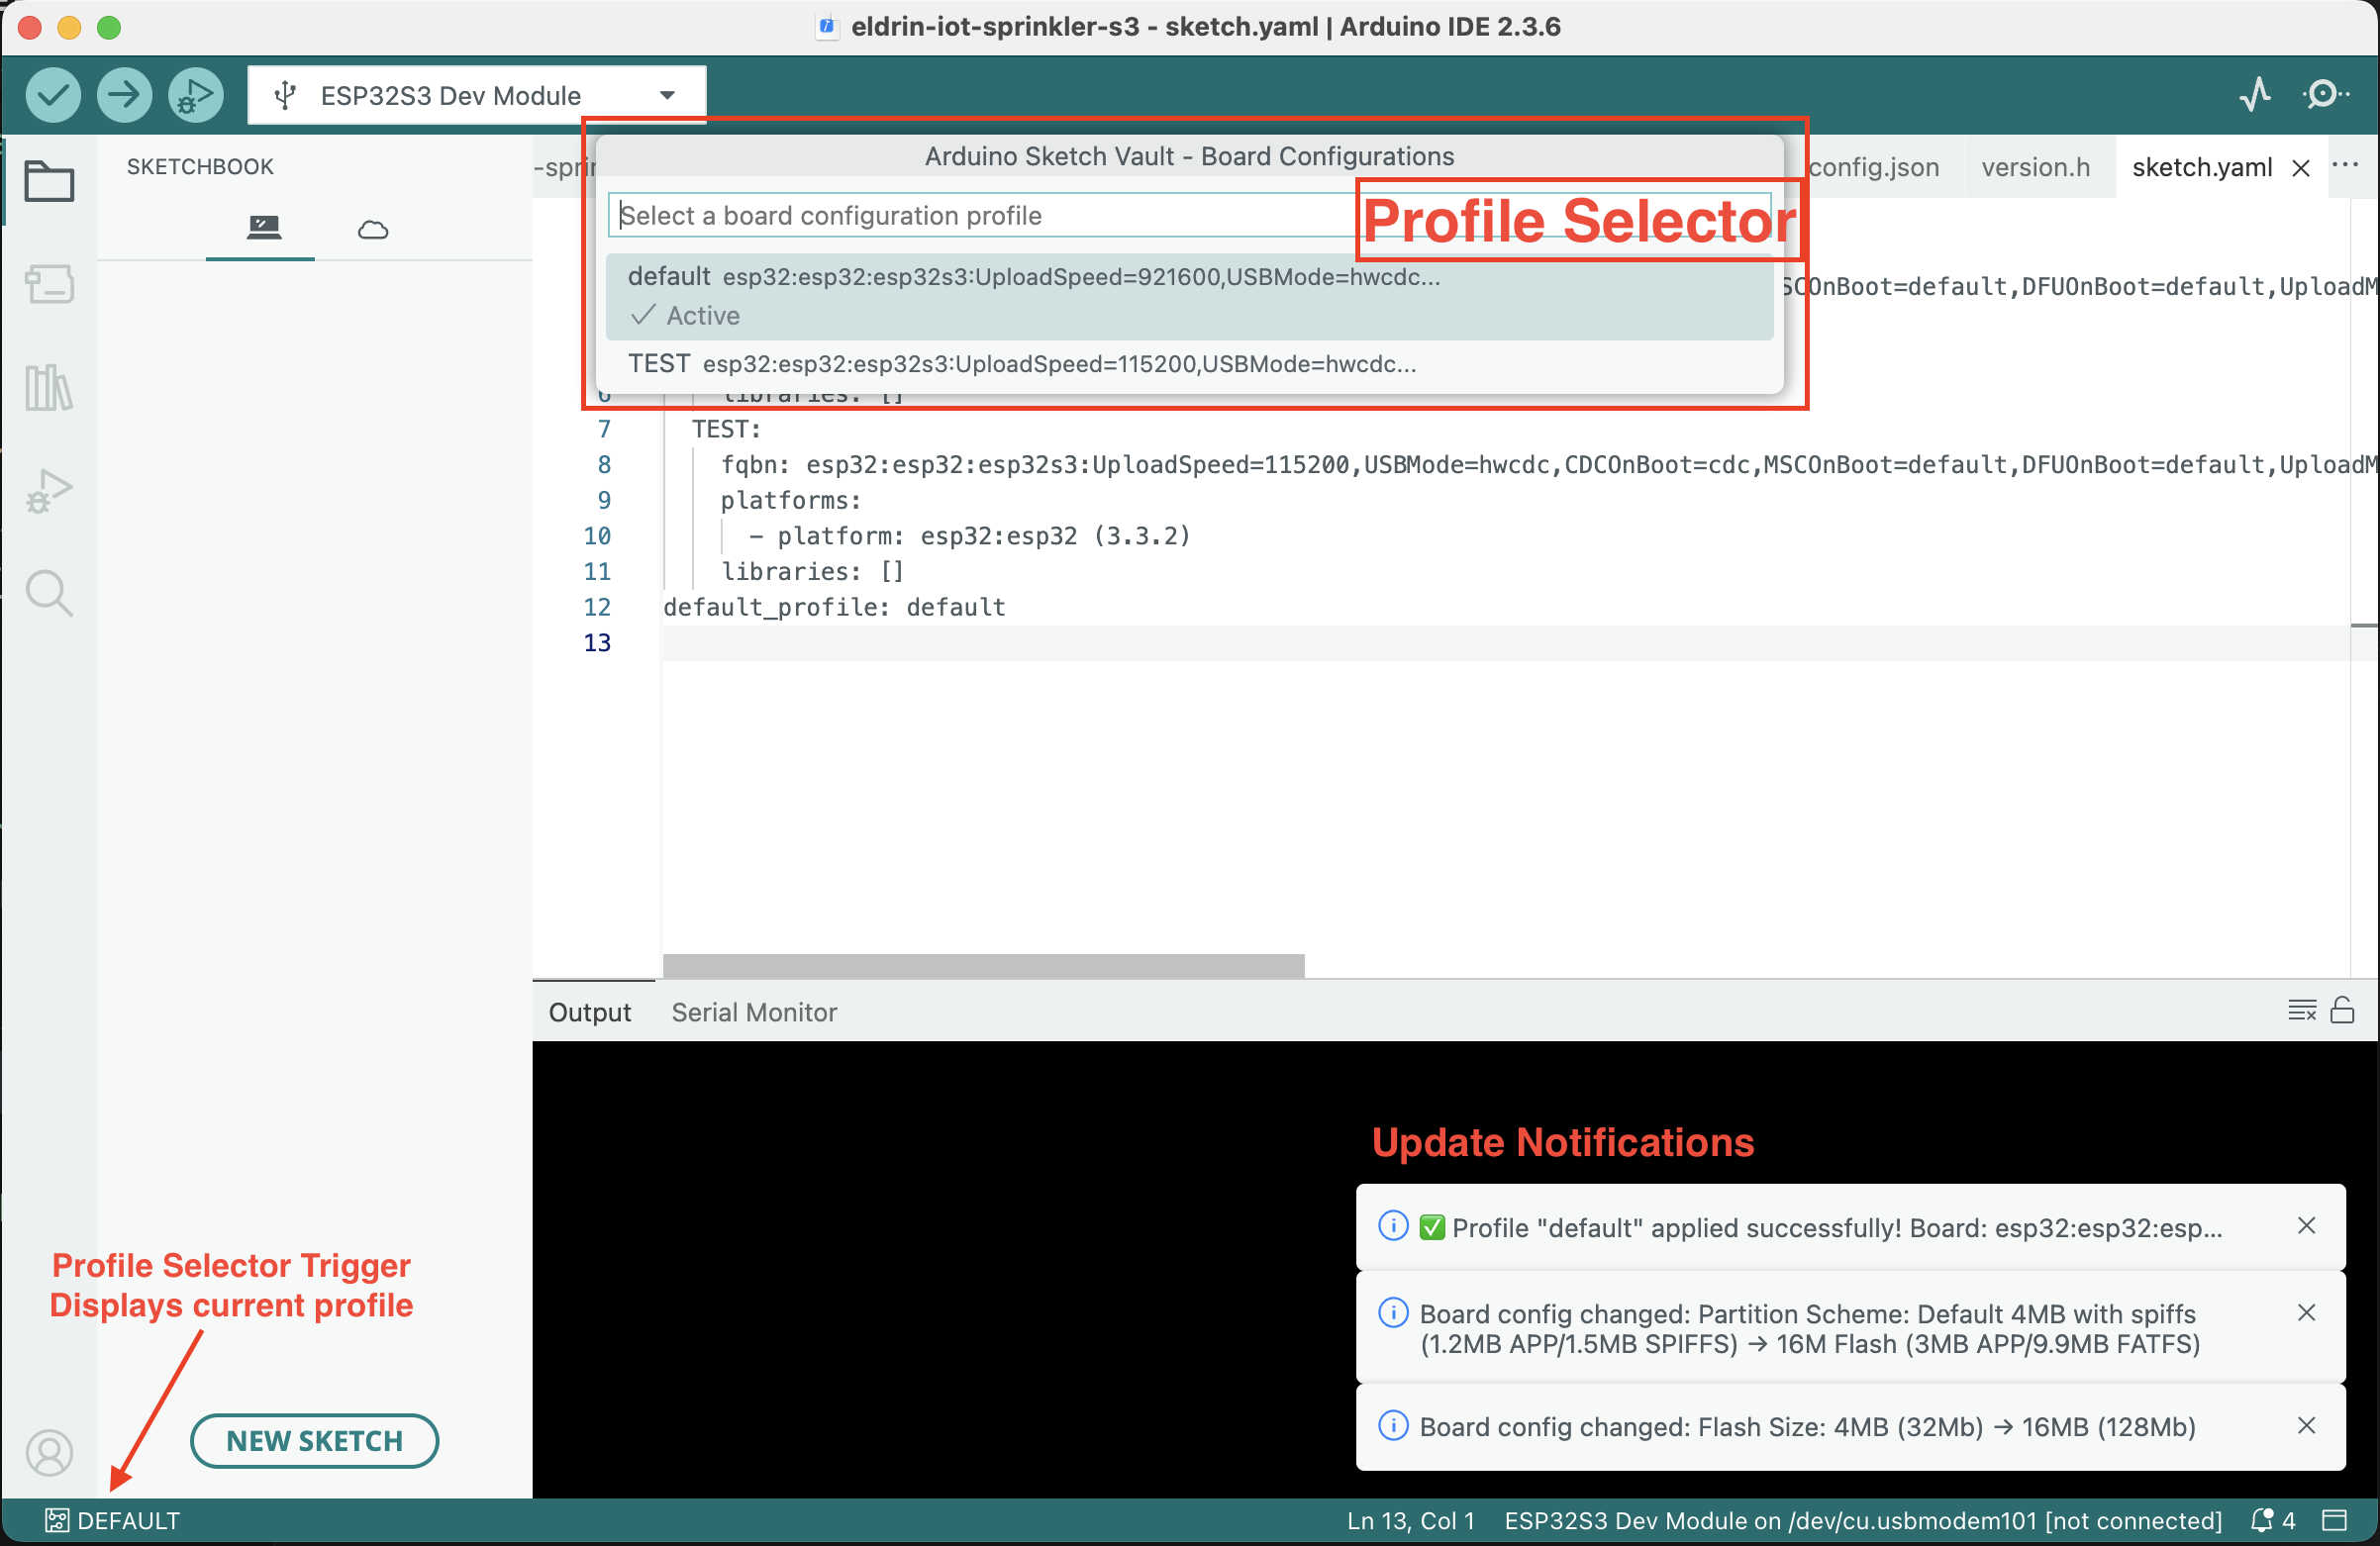 eldrin-iot-sprinkler-s3 - sketch.yaml | Arduino IDE 2.3.6
ESP32S3 Dev Module
SKETCHBOOK
Arduino Sketch Vault - Board Configurations
config.json
version.h
sketch.yaml
Select a board configuration profile
Profile Selector
default esp32:esp32:esp32s3:UploadSpeed=921600,USBMode=hwcdc...
Active
TEST esp32:esp32:esp32s3:UploadSpeed=115200,USBMode=hwcdc...
SCOnBoot=default,DFUOnBoot=default,UploadM
6 libraries: []
7 TEST:
8 fqbn: esp32:esp32:esp32s3:UploadSpeed=115200,USBMode=hwcdc,CDCOnBoot=cdc,MSCOnBoot=default,DFUOnBoot=default,UploadM
9 platforms:
10 - platform: esp32:esp32 (3.3.2)
11 libraries: []
12 default_profile: default
13
Output Serial Monitor
Update Notifications
Profile "default" applied successfully! Board: esp32:esp32:esp...
Board config changed: Partition Scheme: Default 4MB with spiffs
(1.2MB APP/1.5MB SPIFFS) → 16M Flash (3MB APP/9.9MB FATFS)
Board config changed: Flash Size: 4MB (32Mb) → 16MB (128Mb)
Profile Selector Trigger
Displays current profile
NEW SKETCH
DEFAULT
Ln 13, Col 1
ESP32S3 Dev Module on /dev/cu.usbmodem101 [not connected]
4